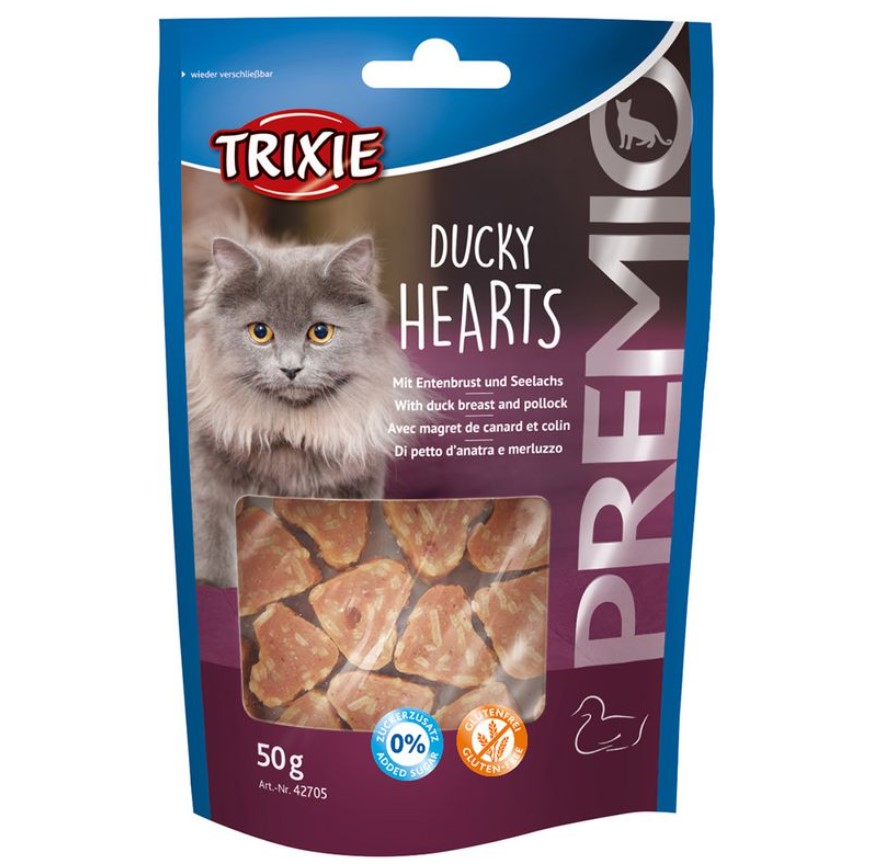 wieder verschließbar
TRIXIE
PREMIO
DUCKY
HEARTS
Mit Entenbrust und Seelachs
With duck breast and pollock
Avec magret de canard et colin
Di petto d'anatra e merluzzo
ZUCKERZUSATZ
0%
ADDED SUGAR
GLUTENFREI
GLUTEN-FREE
50 g
Art.-Nr. 42705